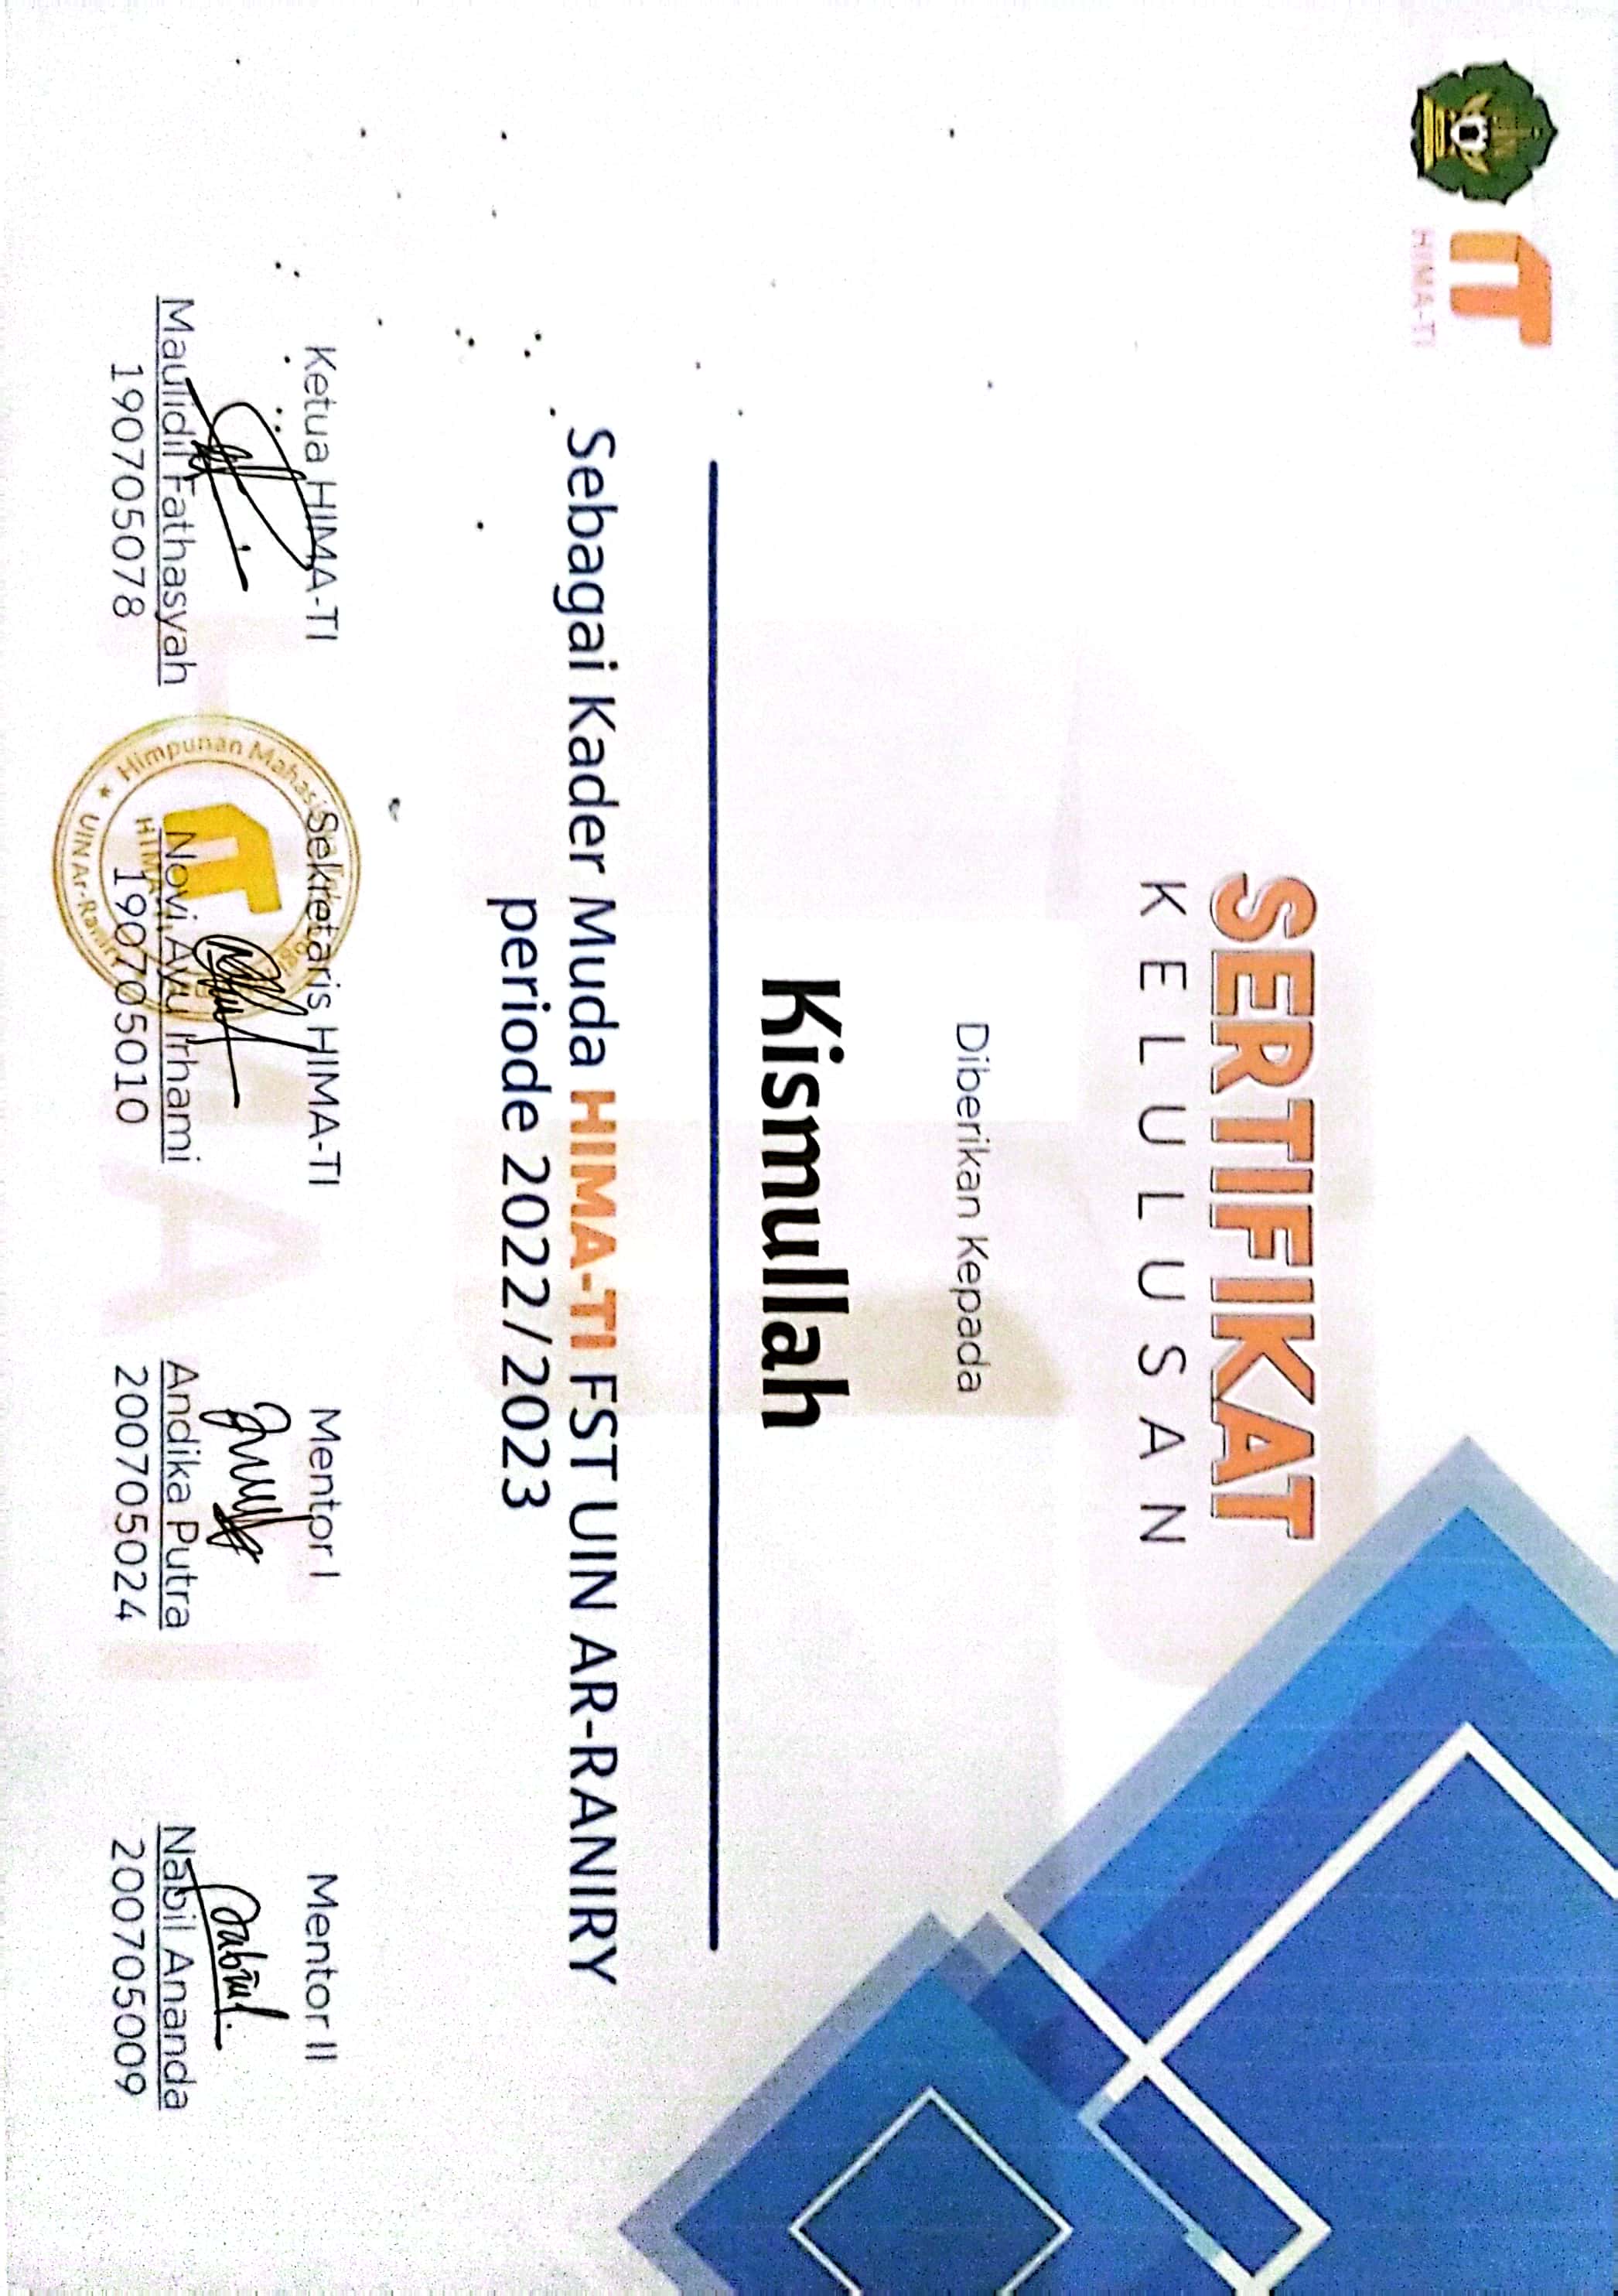 HIMA-TI
SERTIFIKAT
KELULUSAN
Diberikan Kepada
Kismullah
Sebagai Kader Muda HIMA-TI FST UIN AR-RANIRY
periode 2022/2023
Ketua HIMA-TI
Maulidil Fathasyah
190705078
Sekretaris HIMA-TI
Novi Ayu Irhami
190705010
Mentor I
Andika Putra
200705024
Mentor II
Nabil Ananda
200705009
Himpunan Mahasiswa Teknologi
HIMA-TI
UIN Ar-Raniry
HIMA-TI